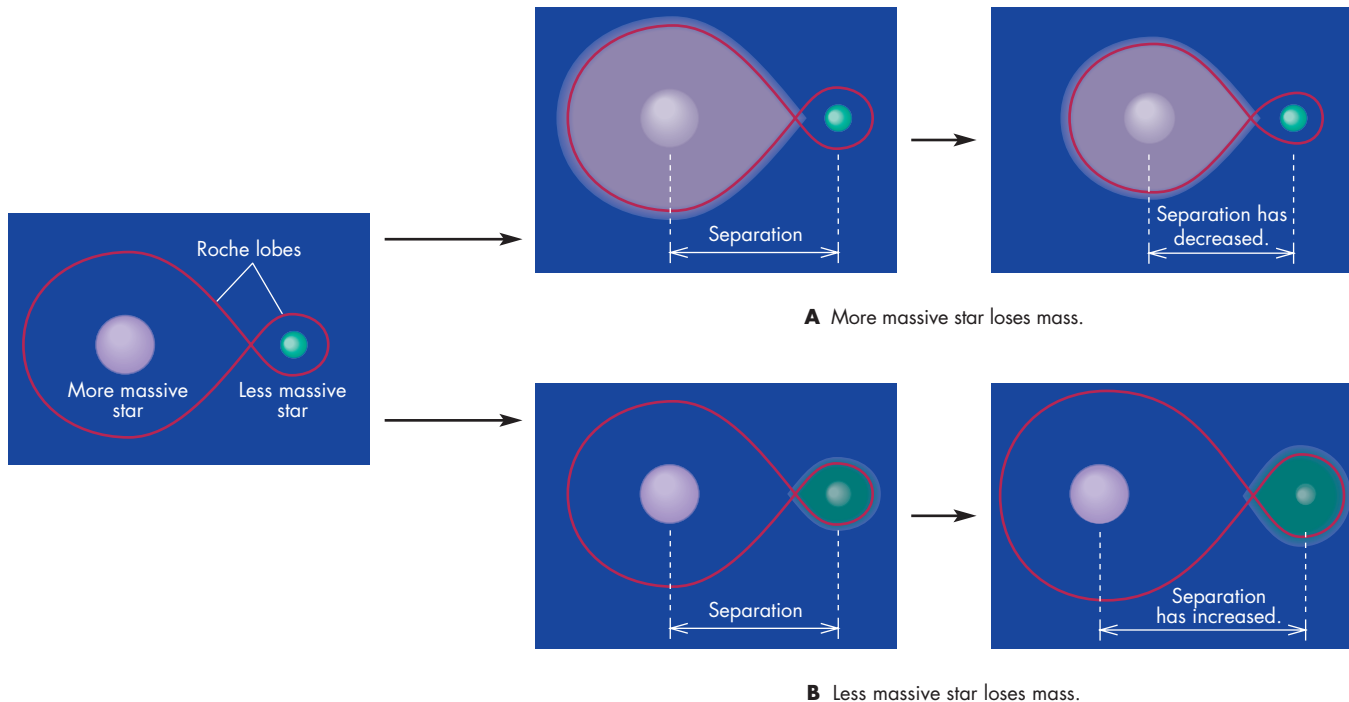 Roche lobes
More massive
star
Less massive
star
Separation
Separation has
decreased.
A More massive star loses mass.
Separation
Separation
has increased.
B Less massive star loses mass.